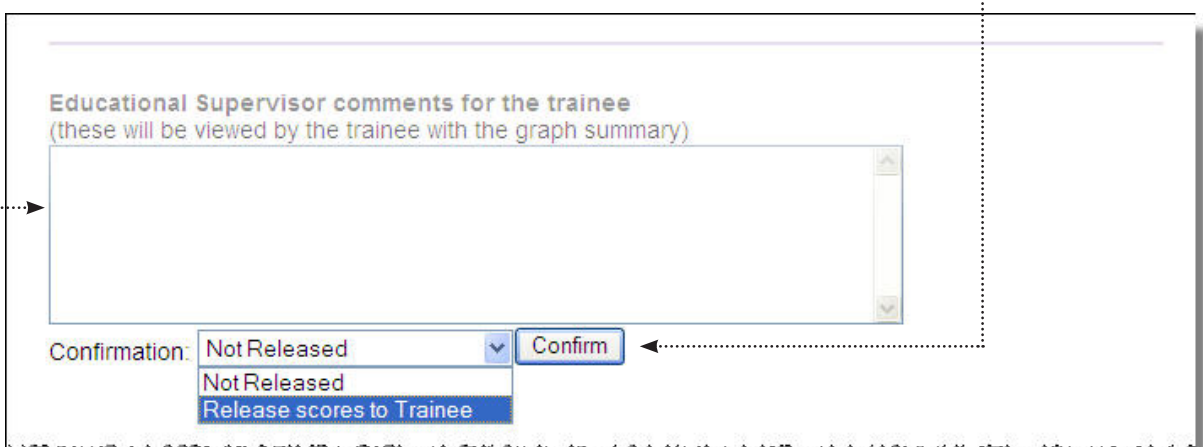 Educational Supervisor comments for the trainee
(these will be viewed by the trainee with the graph summary)
Confirmation: Not Released Confirm
Not Released
Release scores to Trainee